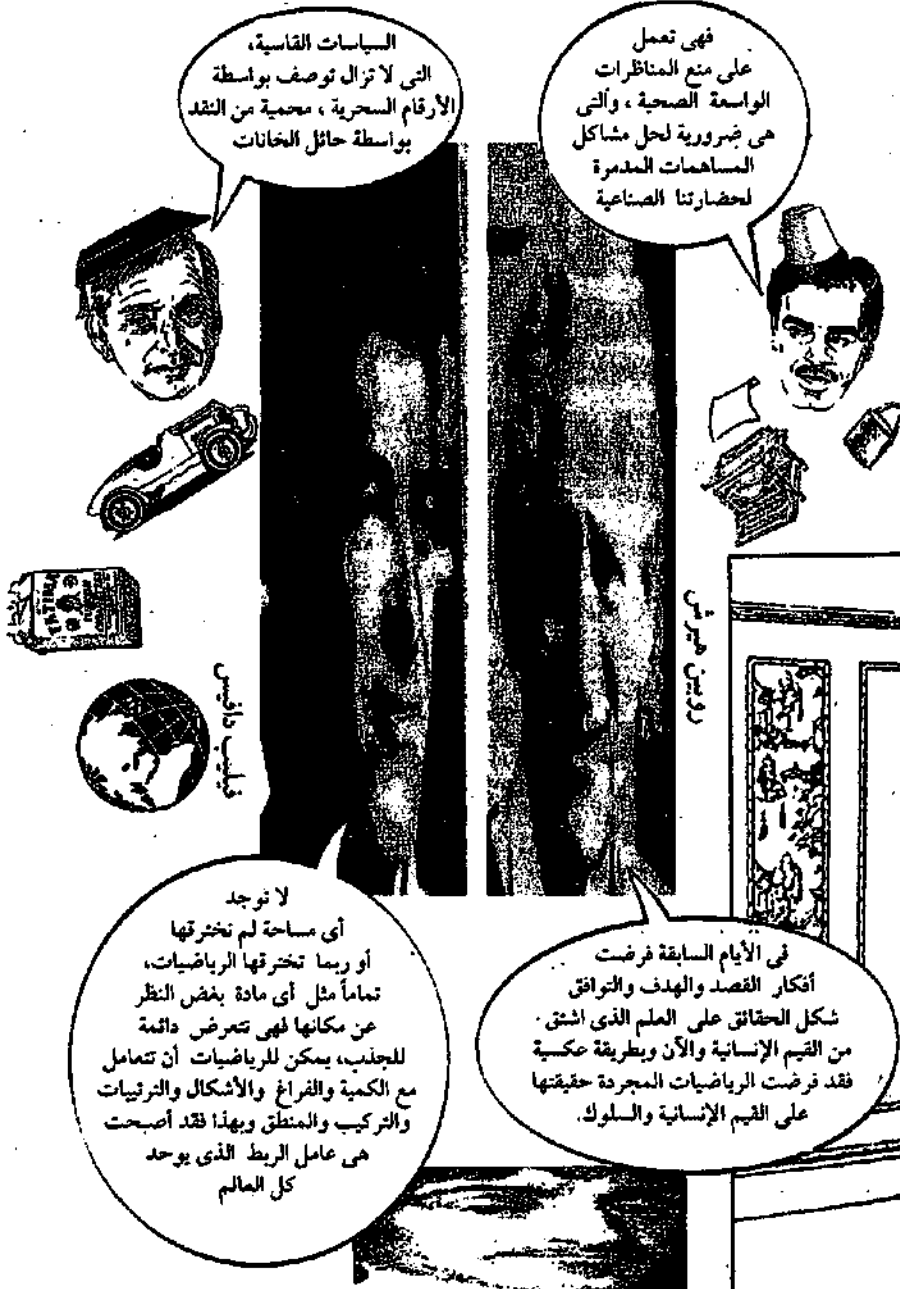 فهى تعمل
على منع المناظرات
الواسعة الصحية ، والتى
هى ضرورية لحل مشاكل
المساهمات المدمرة
لحضارتنا الصناعية
السياسات القاسية،
التى لا تزال توصف بواسطة
الأرقام السحرية ، محمية من النقد
بواسطة حائل الخانات
روبين هيرش
فيليب دافيس
فى الأيام السابقة فرضت
أفكار القصد والهدف والتوافق
شكل الحقائق على العلم الذى اشتق
من القيم الإنسانية والآن وبطريقة عكسية
فقد فرضت الرياضيات المجردة حقيقتها
على القيم الإنسانية والسلوك.
لا توجد
أى مساحة لم تخترقها
أو ربما تخترقها الرياضيات،
تماماً مثل أى مادة بغض النظر
عن مكانها فهى تتعرض دائمة
للجذب، يمكن للرياضيات أن تتعامل
مع الكمية والفراغ والأشكال والترتيبات
والتركيب والمنطق وبهذا فقد أصبحت
هى عامل الربط الذى يوحد
كل العالم